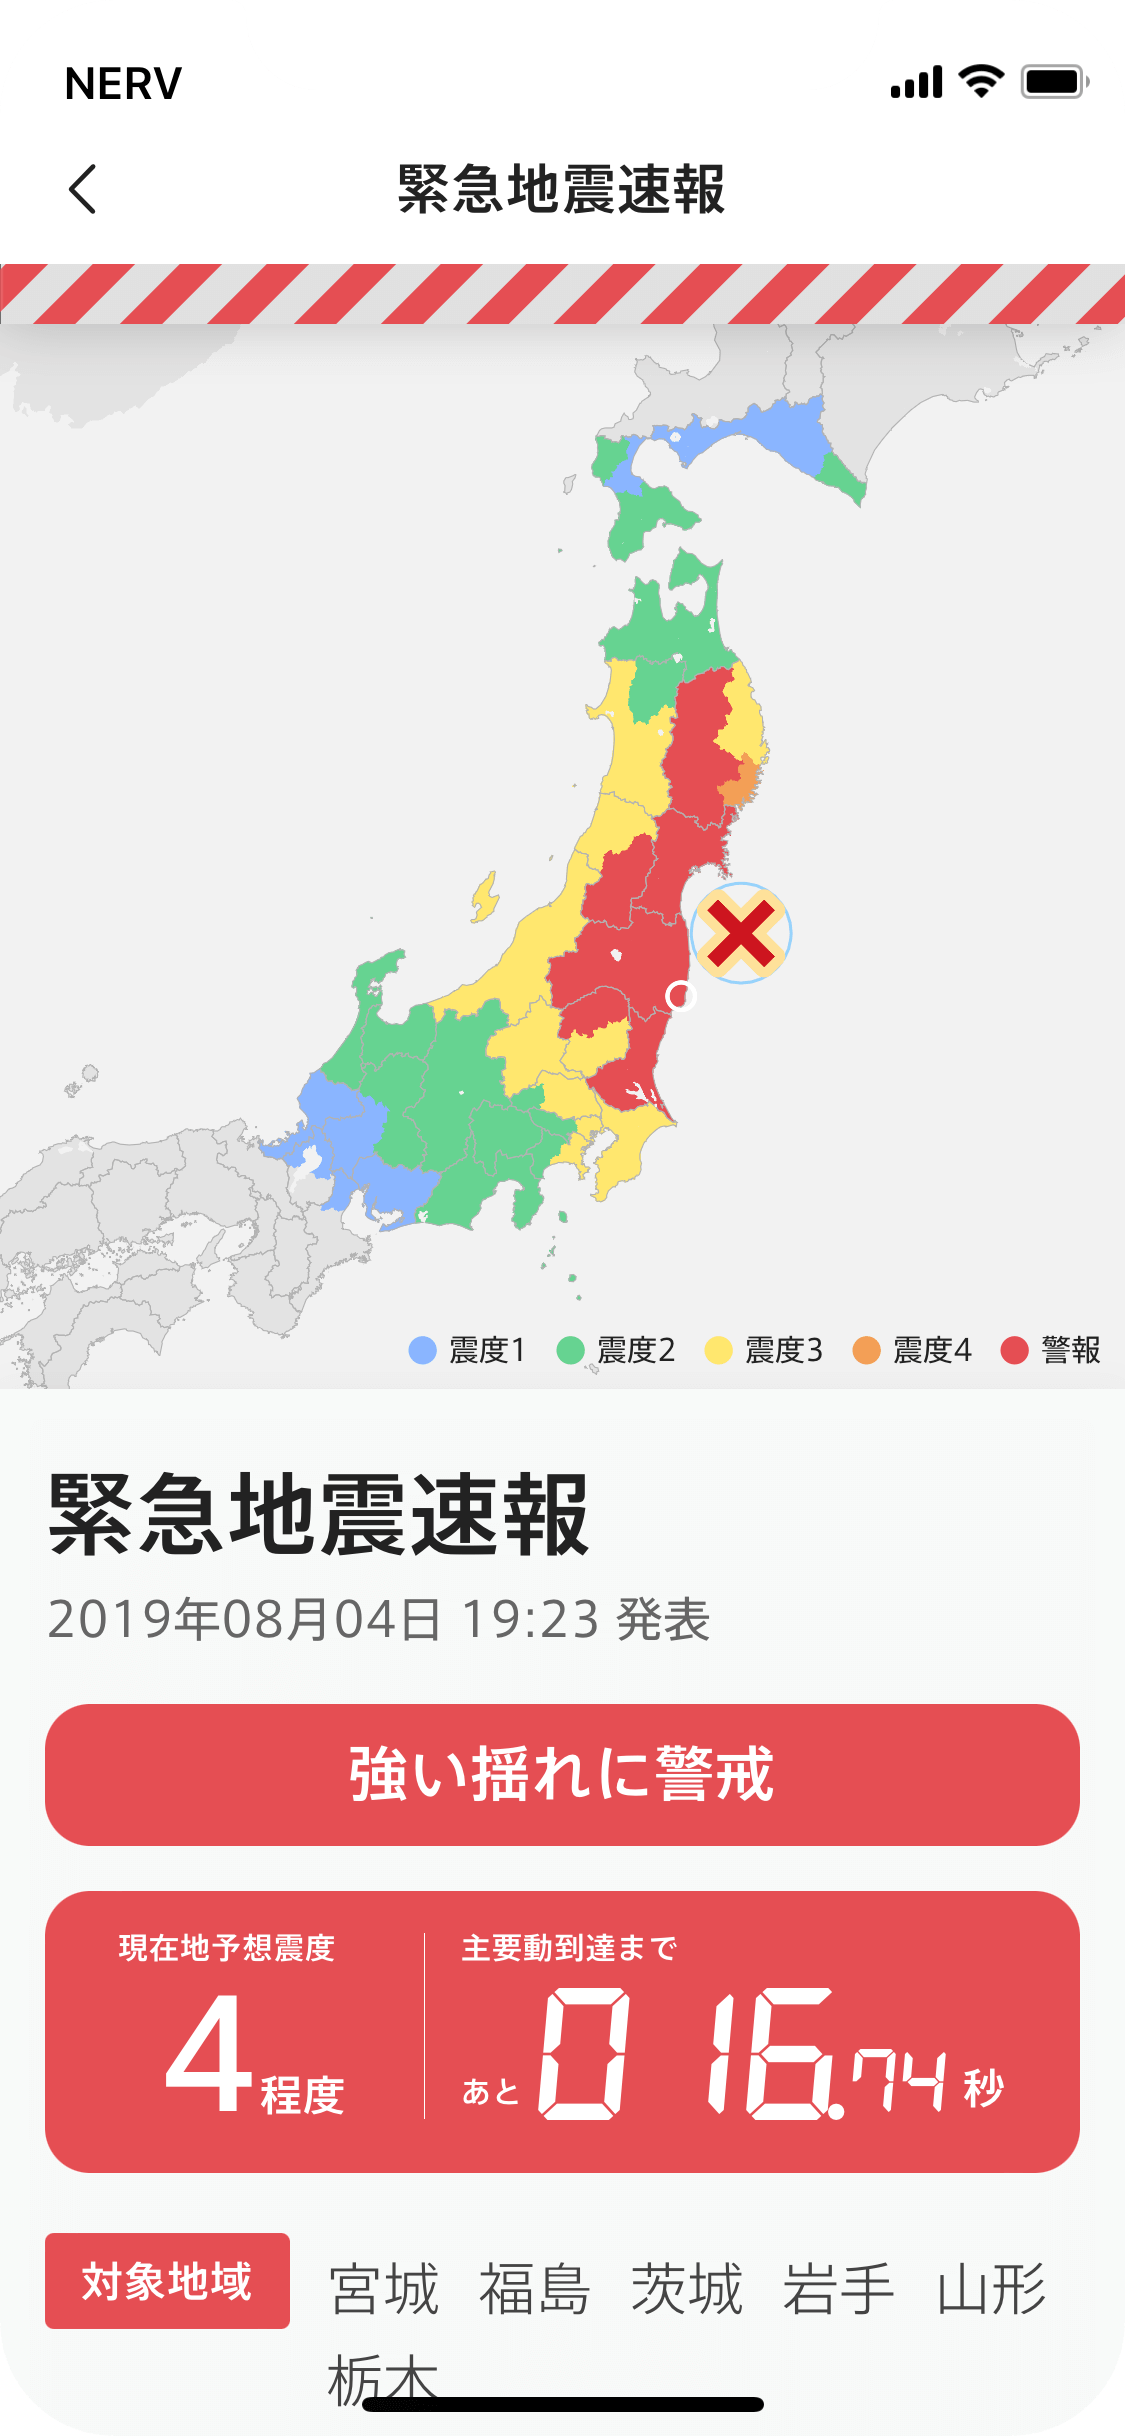 NERV
緊急地震速報
震度1 震度2 震度3 震度4 警報
緊急地震速報
2019年08月04日 19:23 発表
強い揺れに警戒
現在地予想震度
4程度
主要動到達まで
あと 016.74 秒
対象地域 宮城 福島 茨城 岩手 山形
栃木